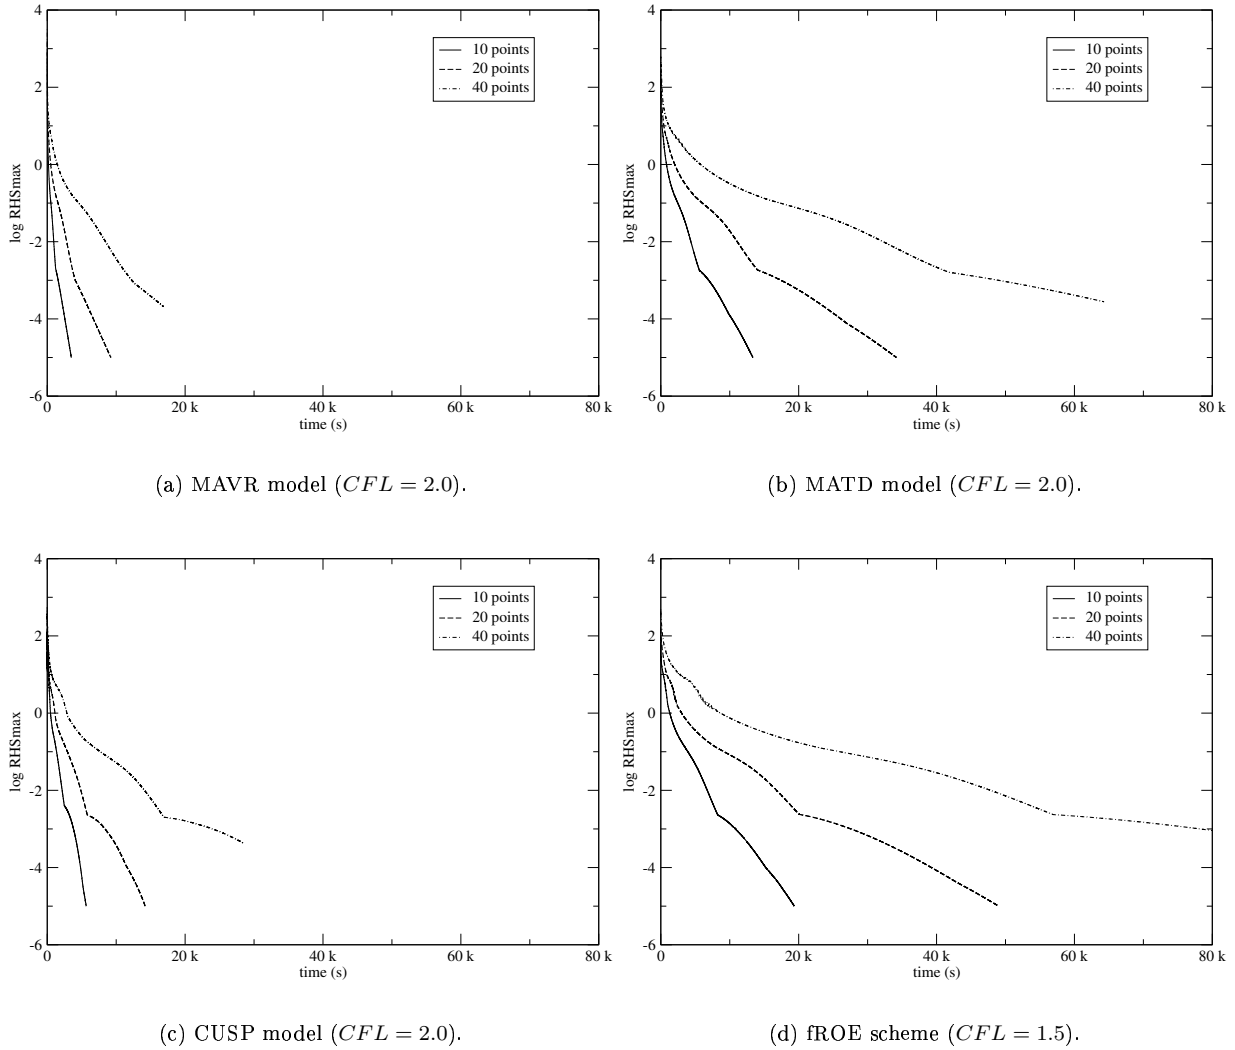 4
2
0
-2
-4
-6
log RHSmax
10 points
20 points
40 points
0
20 k
40 k
60 k
80 k
time (s)
(a) MAVR model (CFL = 2.0).
2
0
-2
-4
-6
log RHSmax
10 points
20 points
40 points
0
20 k
40 k
60 k
80 k
time (s)
(b) MATD model (CFL = 2.0).
4
2
0
-2
-4
-6
log RHSmax
10 points
20 points
40 points
0
20 k
40 k
60 k
80 k
time (s)
(c) CUSP model (CFL = 2.0).
4
2
0
-2
-4
-6
log RHSmax
10 points
20 points
40 points
0
20 k
40 k
60 k
80 k
time (s)
(d) fROE scheme (CFL = 1.5).